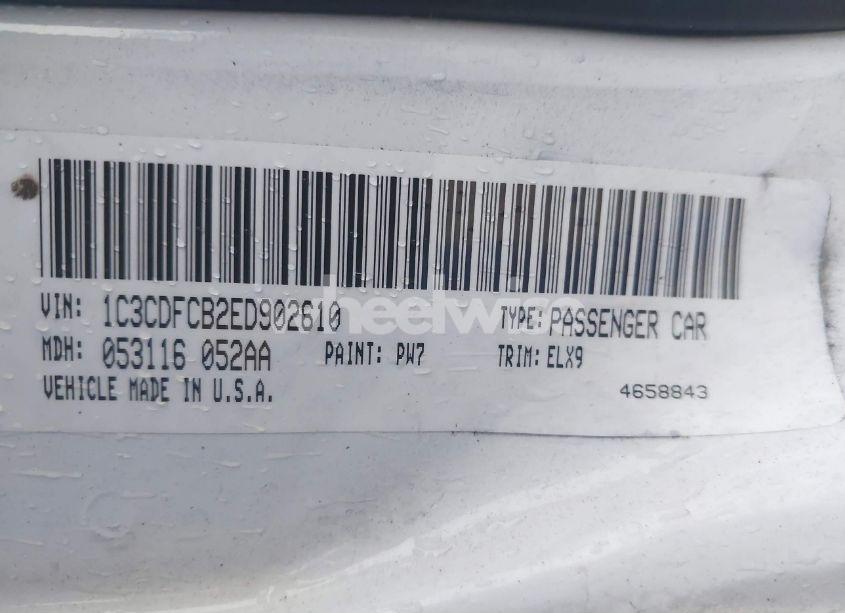 VIN: 1C3CDFCB2ED902610 TYPE: PASSENGER CAR
MDH: 053116 052AA PAINT: PW7 TRIM: ELX9
VEHICLE MADE IN U.S.A. 4658843